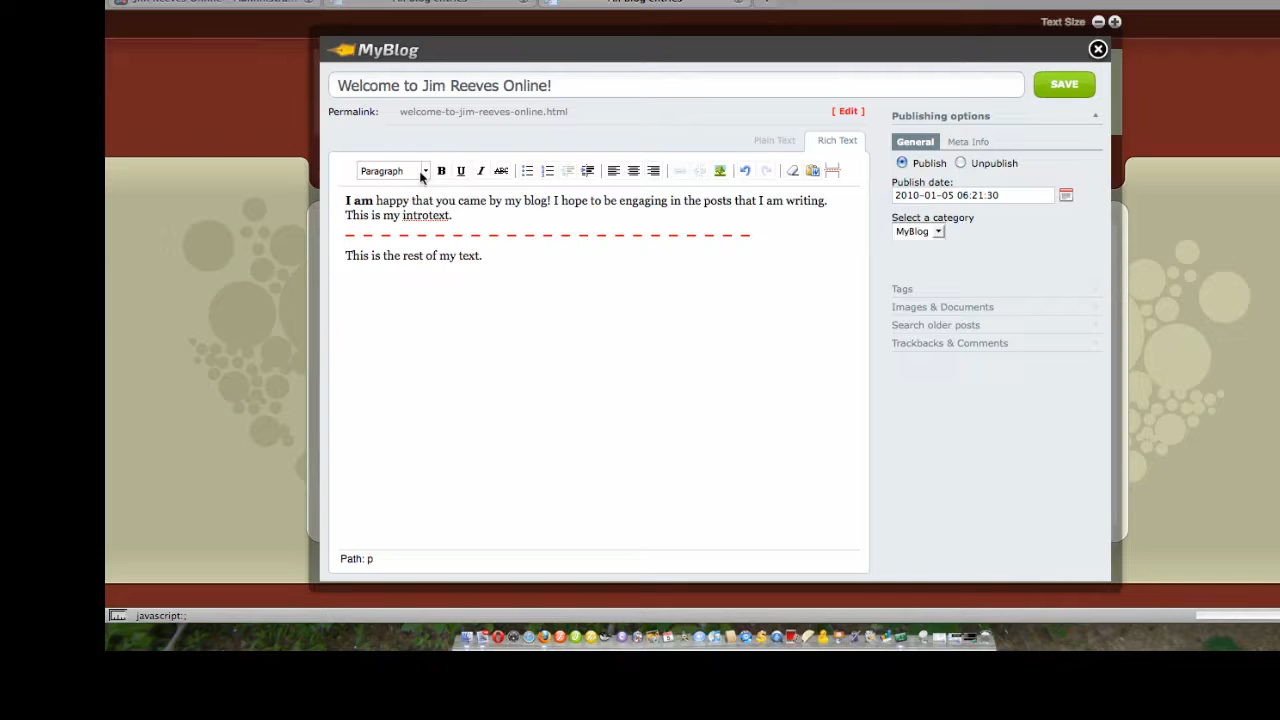 My Blog entries
Text Size
MyBlog
Welcome to Jim Reeves Online!
SAVE
Permalink: welcome-to-jim-reeves-online.html [ Edit ]
Publishing options
Plain Text Rich Text
General Meta Info
Publish Unpublish
Paragraph B U I ABC
Publish date:
2010-01-05 06:21:30
I am happy that you came by my blog! I hope to be engaging in the posts that I am writing.
This is my introtext.
Select a category
MyBlog
This is the rest of my text.
Tags
Images & Documents
Search older posts
Trackbacks & Comments
Path: p
javascript:;